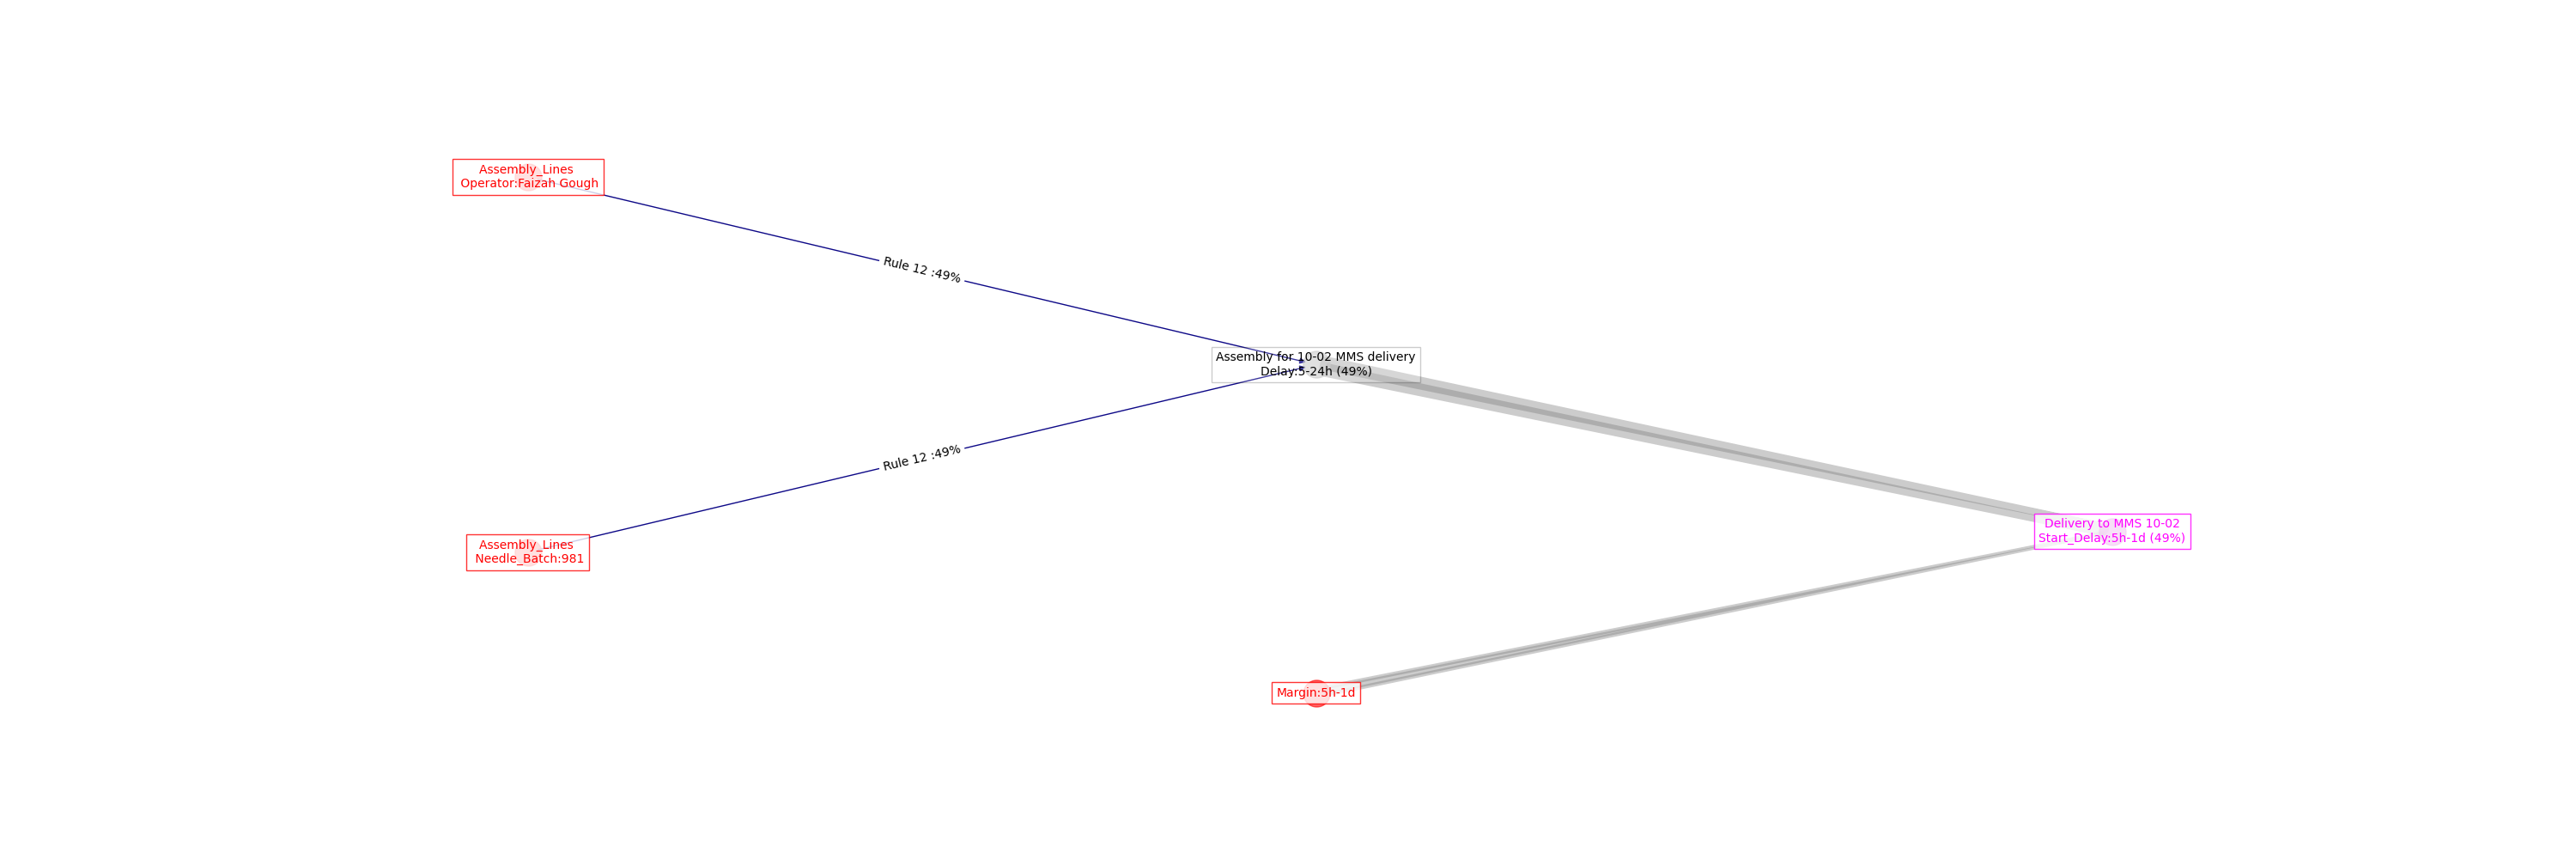 Assembly_Lines
Operator:Faizah Gough
Rule 12 :49%
Assembly for 10-02 MMS delivery
Delay:5-24h (49%)
Rule 12 :49%
Delivery to MMS 10-02
Start_Delay:5h-1d (49%)
Assembly_Lines
Needle_Batch:981
Margin:5h-1d